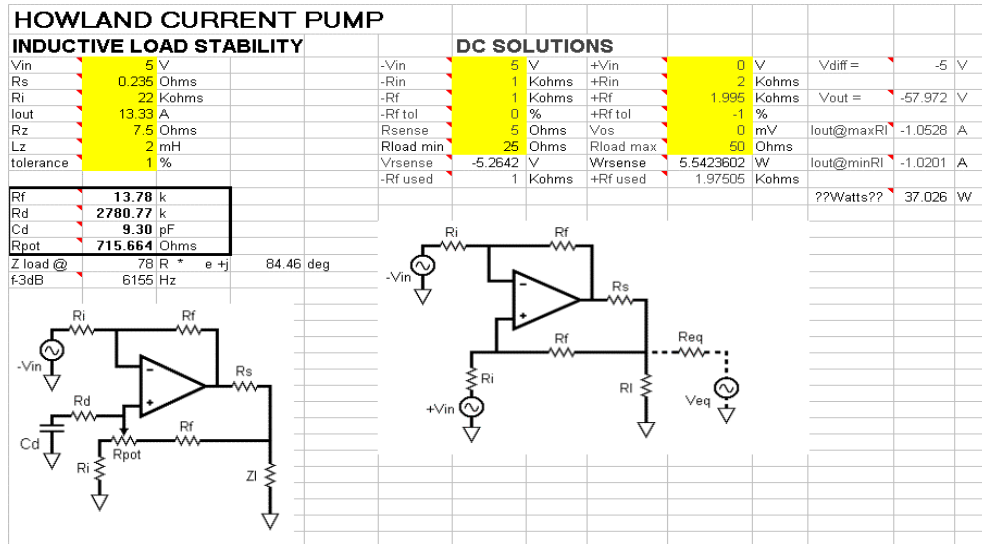 HOWLAND CURRENT PUMP
INDUCTIVE LOAD STABILITY
DC SOLUTIONS
Vin 5 V -Vin 5 V +Vin 0 V Vdiff = -5 V
Rs 0.235 Ohms -Rin 1 Kohms +Rin 2 Kohms
Ri 22 Kohms -Rf 1 Kohms +Rf 1.995 Kohms Vout = -57.972 V
Iout 13.33 A -Rf tol 0 % +Rf tol -1 %
Rz 7.5 Ohms Rsense 5 Ohms Vos 0 mV Iout@maxRl -1.0528 A
Lz 2 mH Rload min 25 Ohms Rload max 50 Ohms
tolerance 1 % Vrsense -5.2642 V Wrsense 5.5423602 W Iout@minRl -1.0201 A
-Rf used 1 Kohms +Rf used 1.97505 Kohms
Rf 13.78 k ??Watts?? 37.026 W
Rd 2780.77 k
Cd 9.30 pF
Rpot 715.664 Ohms
Z load @ 78 R * e +j 84.46 deg
f-3dB 6155 Hz
Ri Rf
-Vin
-
+
Rs
Rf
Req
Ri
Rl
+Vin
Veq
Ri Rf
-Vin
-
+
Rs
Rd
Rf
Cd
Rpot
Ri
Zl